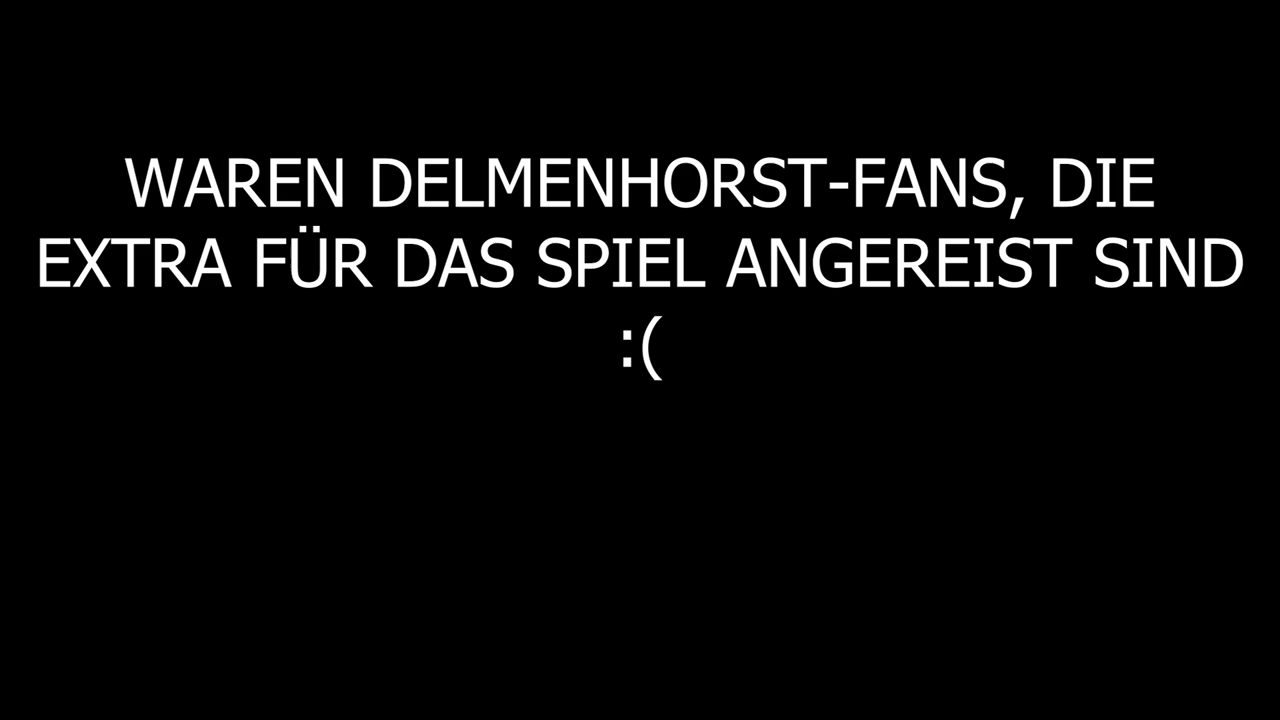 WAREN DELMENHORST-FANS, DIE
EXTRA FÜR DAS SPIEL ANGEREIST SIND
:(